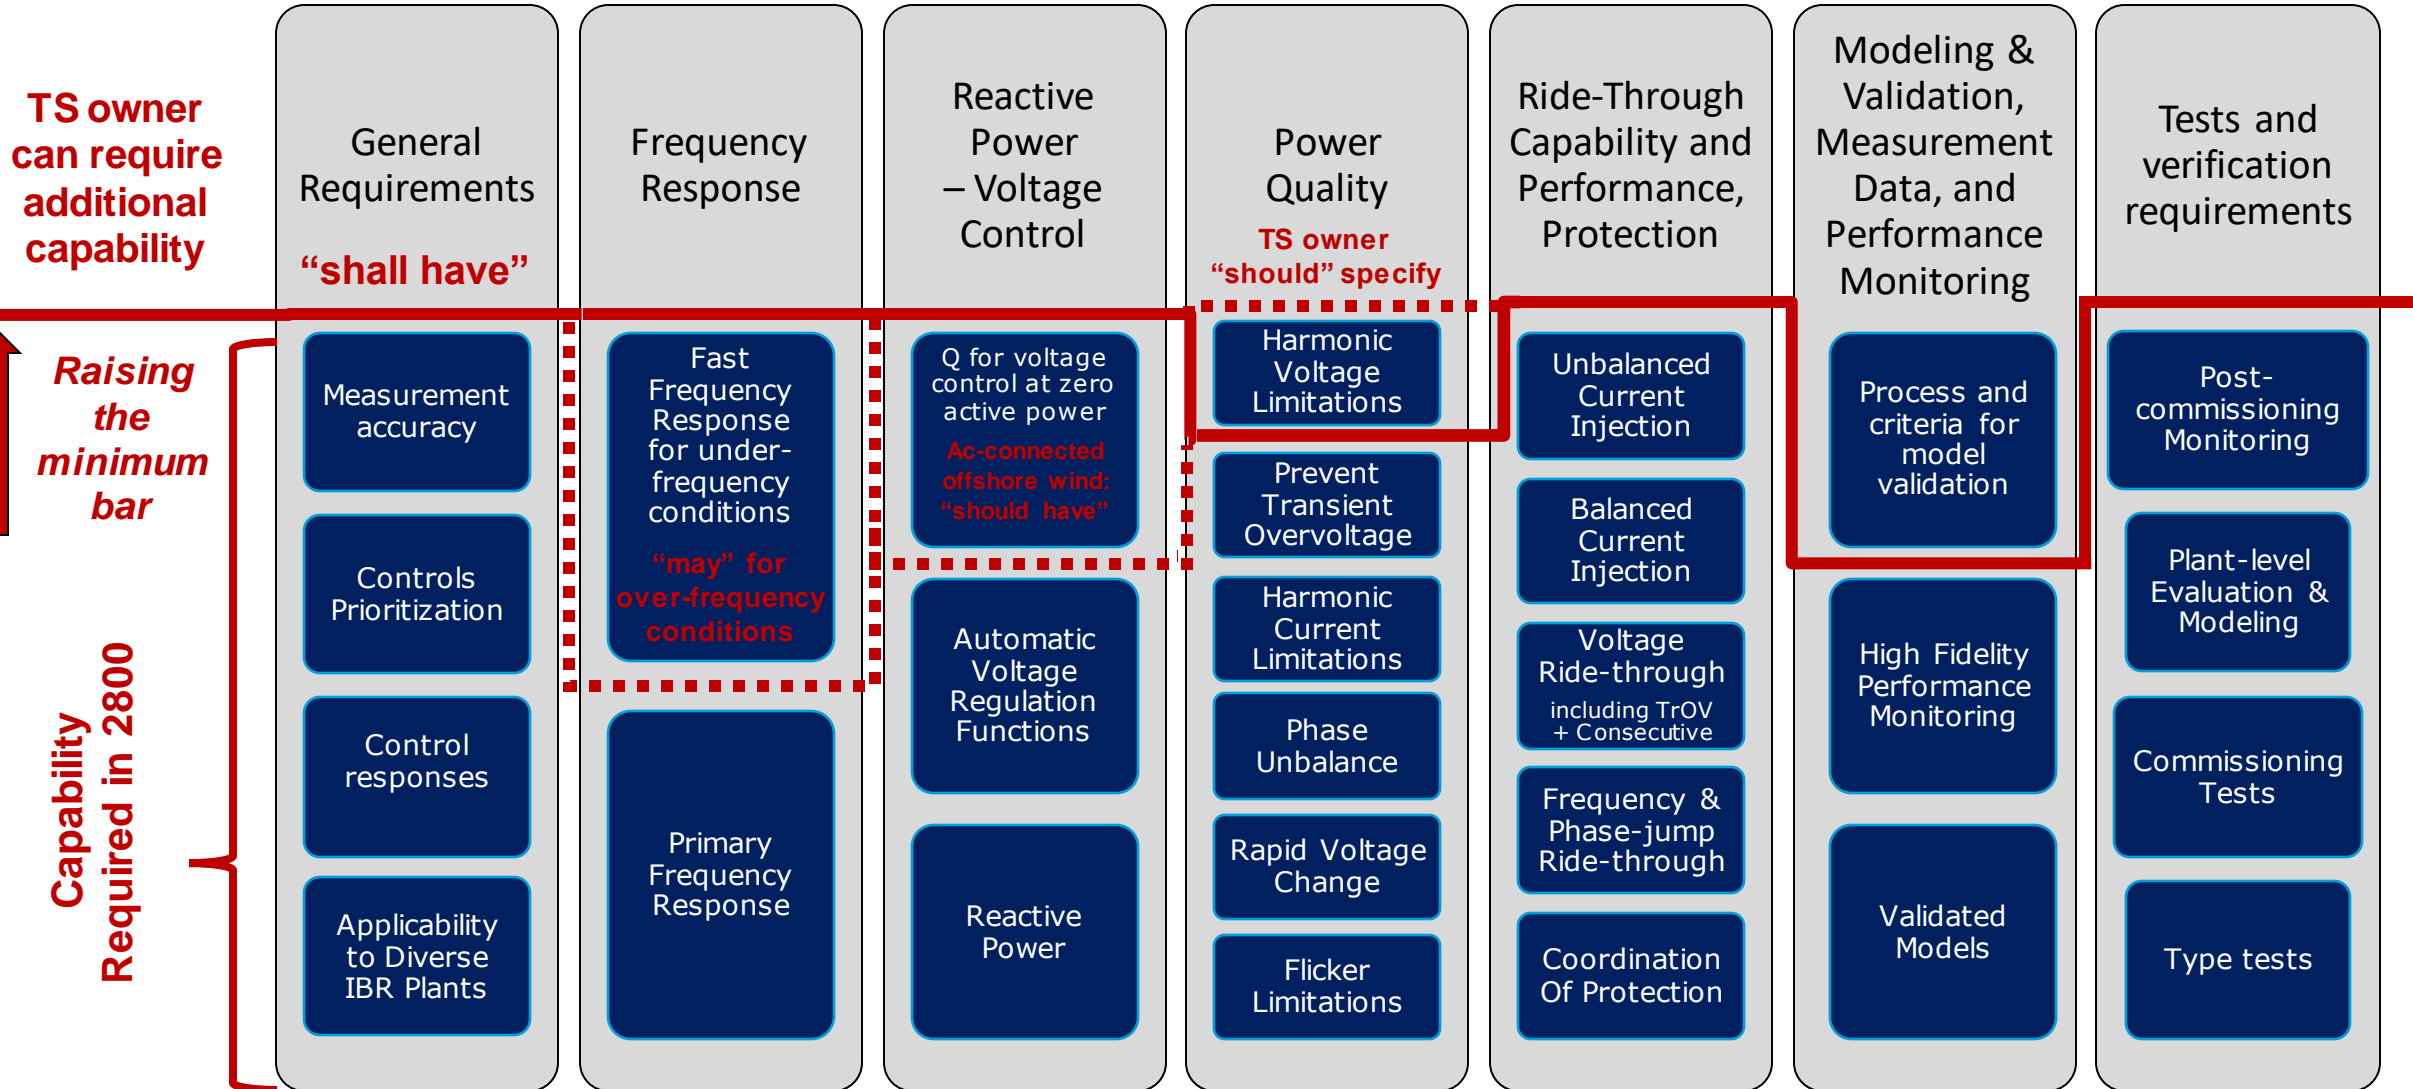 TS owner
can require
additional
capability
Raising
the
minimum
bar
Capability
Required in 2800
General
Requirements
“shall have”
Measurement
accuracy
Controls
Prioritization
Control
responses
Applicability
to Diverse
IBR Plants
Frequency
Response
Fast
Frequency
Response
for under-
frequency
conditions
“may” for
over-frequency
conditions
Primary
Frequency
Response
Reactive
Power
– Voltage
Control
Q for voltage
control at zero
active power
Ac-connected
offshore wind:
“should have”
Automatic
Voltage
Regulation
Functions
Reactive
Power
Power
Quality
TS owner
“should” specify
Harmonic
Voltage
Limitations
Prevent
Transient
Overvoltage
Harmonic
Current
Limitations
Phase
Unbalance
Rapid Voltage
Change
Flicker
Limitations
Ride-Through
Capability and
Performance,
Protection
Unbalanced
Current
Injection
Balanced
Current
Injection
Voltage
Ride-through
including TrOV
+ Consecutive
Frequency &
Phase-jump
Ride-through
Coordination
Of Protection
Modeling &
Validation,
Measurement
Data, and
Performance
Monitoring
Process and
criteria for
model
validation
High Fidelity
Performance
Monitoring
Validated
Models
Tests and
verification
requirements
Post-
commissioning
Monitoring
Plant-level
Evaluation &
Modeling
Commissioning
Tests
Type tests